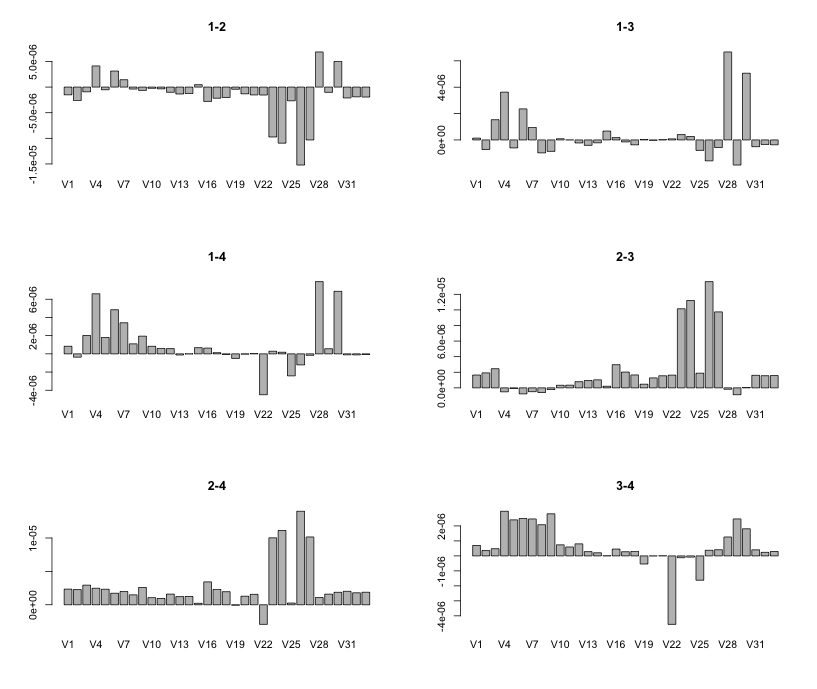 1-2
5.0e-06
-5.0e-06
-1.5e-05
V1 V4 V7 V10 V13 V16 V19 V22 V25 V28 V31
1-3
4e-06
0e+00
V1 V4 V7 V10 V13 V16 V19 V22 V25 V28 V31
1-4
6e-06
2e-06
-4e-06
V1 V4 V7 V10 V13 V16 V19 V22 V25 V28 V31
2-3
1.2e-05
6.0e-06
0.0e+00
V1 V4 V7 V10 V13 V16 V19 V22 V25 V28 V31
2-4
1e-05
0e+00
V1 V4 V7 V10 V13 V16 V19 V22 V25 V28 V31
3-4
2e-06
-1e-06
-4e-06
V1 V4 V7 V10 V13 V16 V19 V22 V25 V28 V31